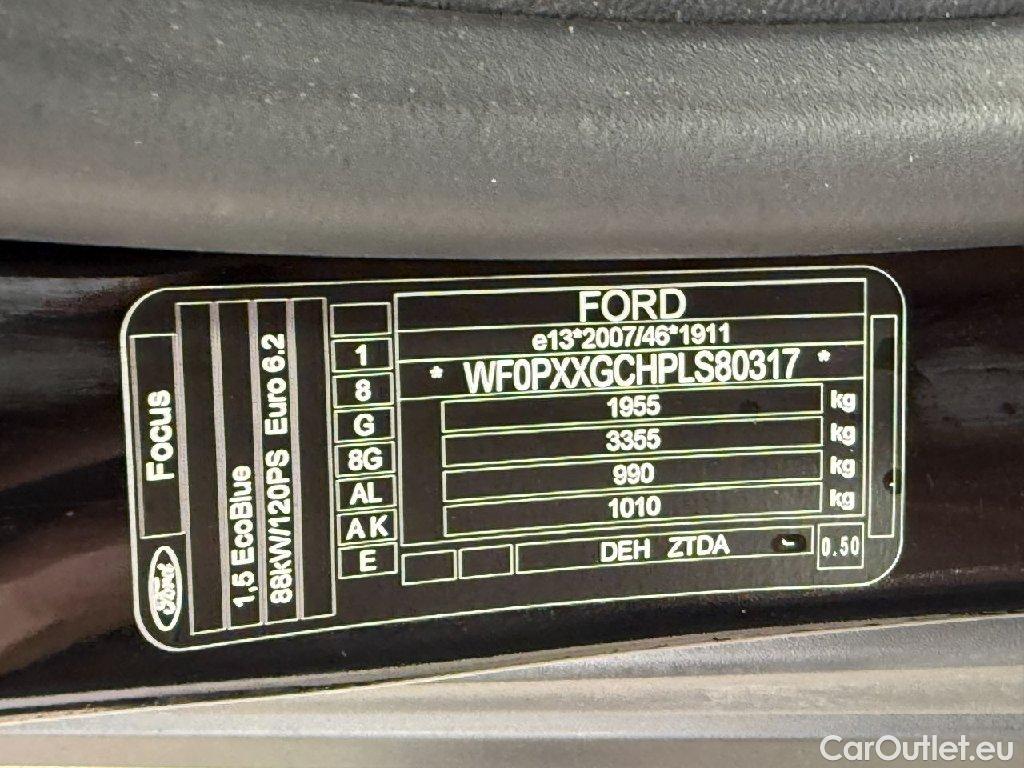 FORD
e13*2007/46*1911
* WF0PXXGCHPLS80317 *
1955 kg
3355 kg
990 kg
1010 kg
DEH ZTDA
0.50
1
8
G
8G
AL
AK
E
Focus
Ford
1,5 EcoBlue
88kW/120PS Euro 6.2
CarOutlet.eu